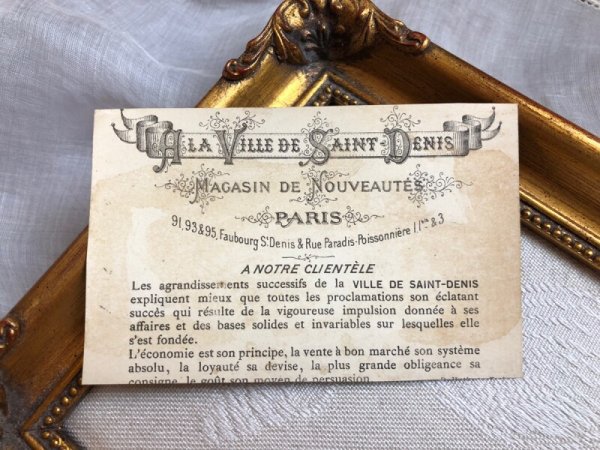 A LA VILLE DE SAINT-DENIS
MAGASIN DE NOUVEAUTÉS
PARIS
91, 93 & 95, Faubourg St Denis & Rue Paradis-Poissonnière 1, 1bis & 3
A NOTRE CLIENTÈLE
Les agrandissements successifs de la VILLE DE SAINT-DENIS
expliquent mieux que toutes les proclamations son éclatant
succès qui résulte de la vigoureuse impulsion donnée à ses
affaires et des bases solides et invariables sur lesquelles elle
s'est fondée.
L'économie est son principe, la vente à bon marché son système
absolu, la loyauté sa devise, la plus grande obligeance sa
consigne, le goût son moyen de persuasion.